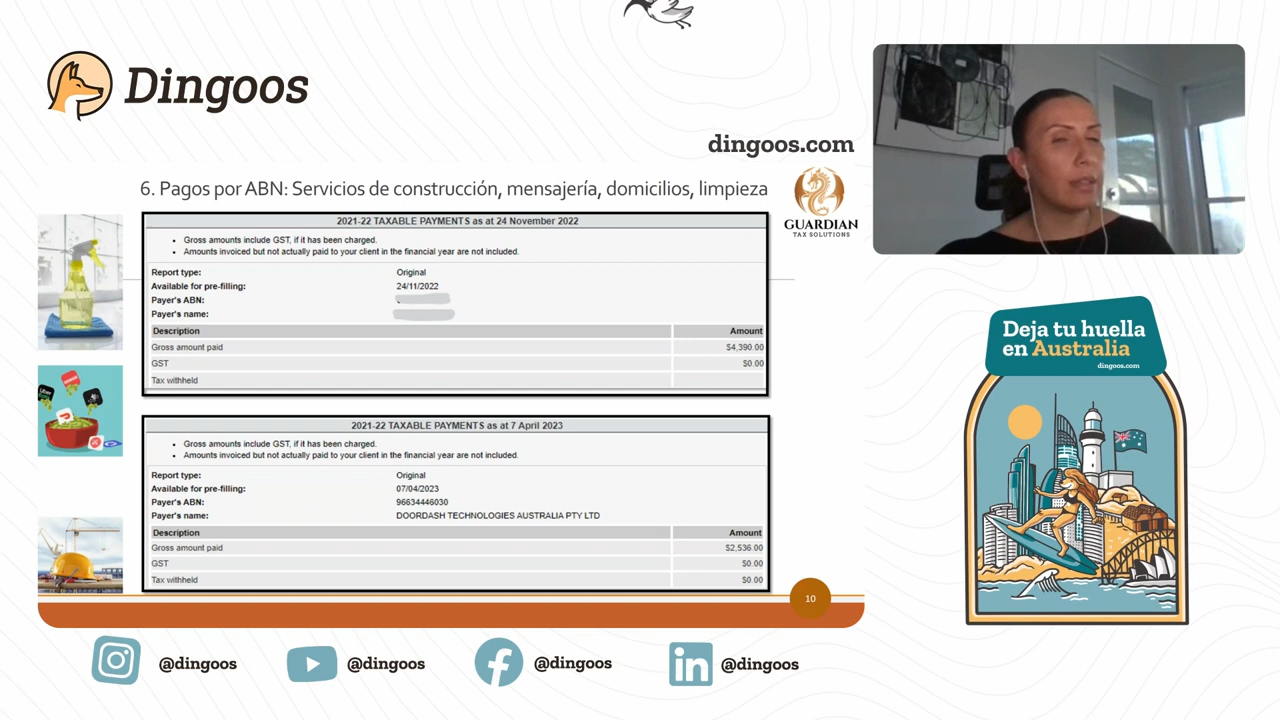 Dingoos
dingoos.com
6. Pagos por ABN: Servicios de construcción, mensajería, domicilios, limpieza
GUARDIAN
TAX SOLUTIONS
2021-22 TAXABLE PAYMENTS as at 24 November 2022
• Gross amounts include GST, if it has been charged.
• Amounts invoiced but not actually paid to your client in the financial year are not included.
Report type: Original
Available for pre-filling: 24/11/2022
Payer's ABN:
Payer's name:
Description Amount
Gross amount paid $4,390.00
GST $0.00
Tax withheld
2021-22 TAXABLE PAYMENTS as at 7 April 2023
• Gross amounts include GST, if it has been charged.
• Amounts invoiced but not actually paid to your client in the financial year are not included.
Report type: Original
Available for pre-filling: 07/04/2023
Payer's ABN: 96634446030
Payer's name: DOORDASH TECHNOLOGIES AUSTRALIA PTY LTD
Description Amount
Gross amount paid $2,536.00
GST $0.00
Tax withheld $0.00
10
Deja tu huella
en Australia
dingoos.com
@dingoos
@dingoos
@dingoos
@dingoos